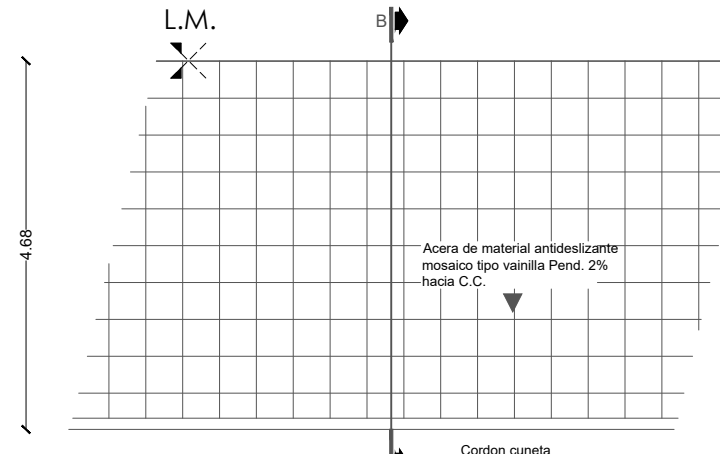 L.M.
B
4.68
Acera de material antideslizante
mosaico tipo vainilla Pend. 2%
hacia C.C.
Cordon cuneta